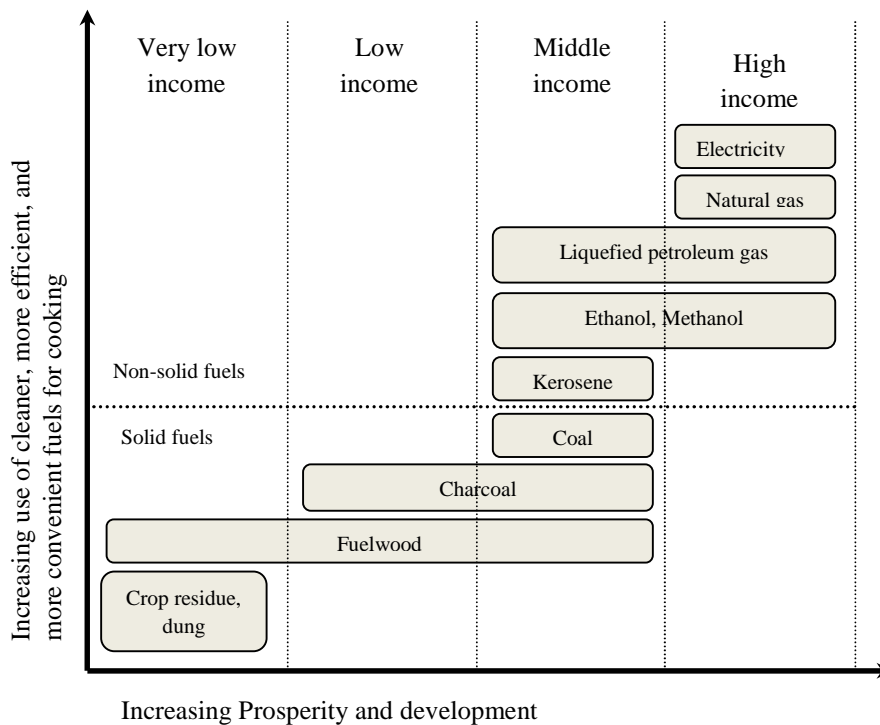 Very low
income
Low
income
Middle
income
High
income
Electricity
Natural gas
Liquefied petroleum gas
Ethanol, Methanol
Non-solid fuels
Kerosene
Solid fuels
Coal
Charcoal
Fuelwood
Crop residue,
dung
Increasing use of cleaner, more efficient, and
more convenient fuels for cooking
Increasing Prosperity and development